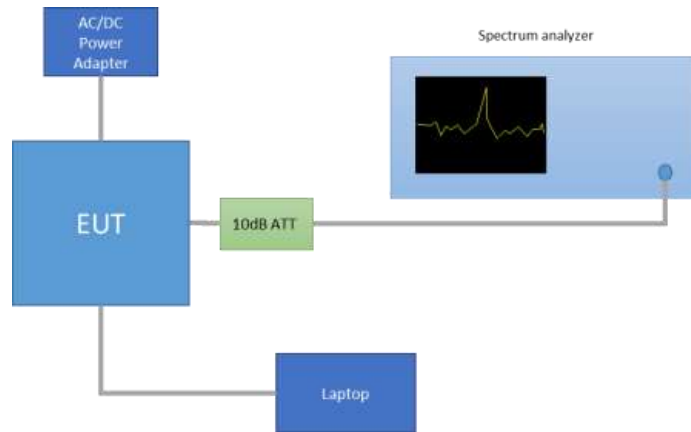 AC/DC
Power
Adapter
Spectrum analyzer
EUT
10dB ATT
Laptop